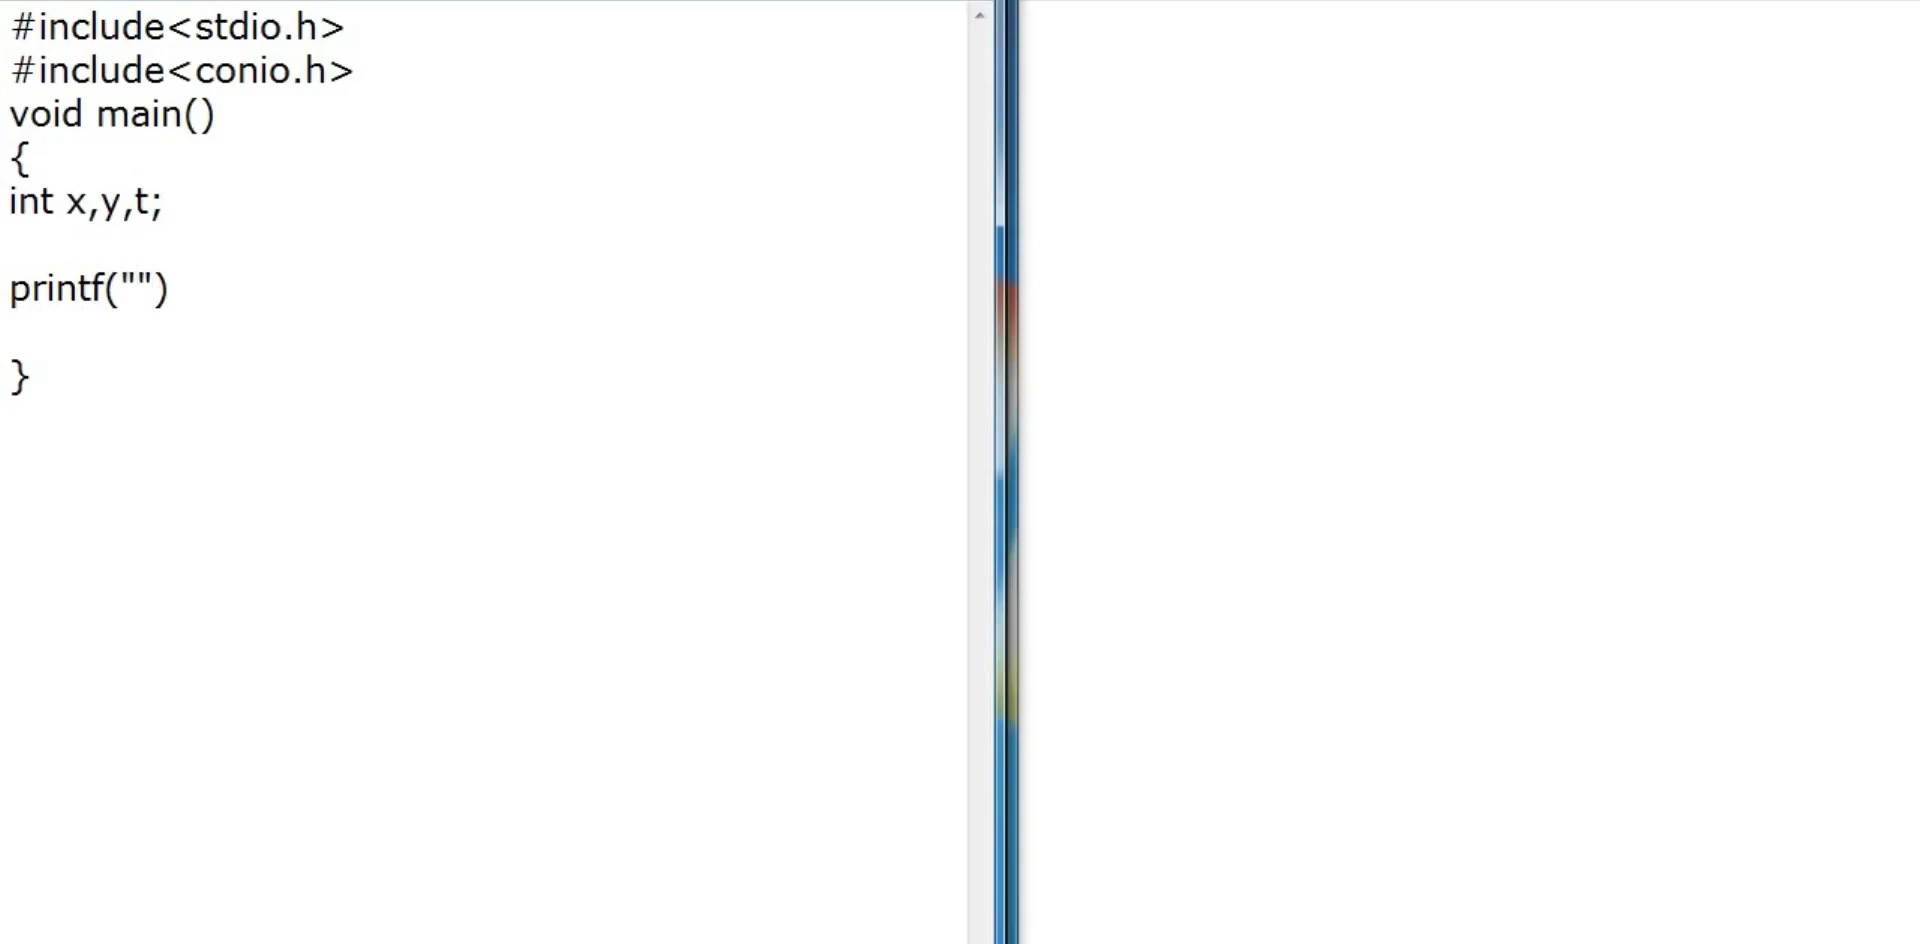 #include<stdio.h>
#include<conio.h>
void main()
{
int x,y,t;
printf("")
}